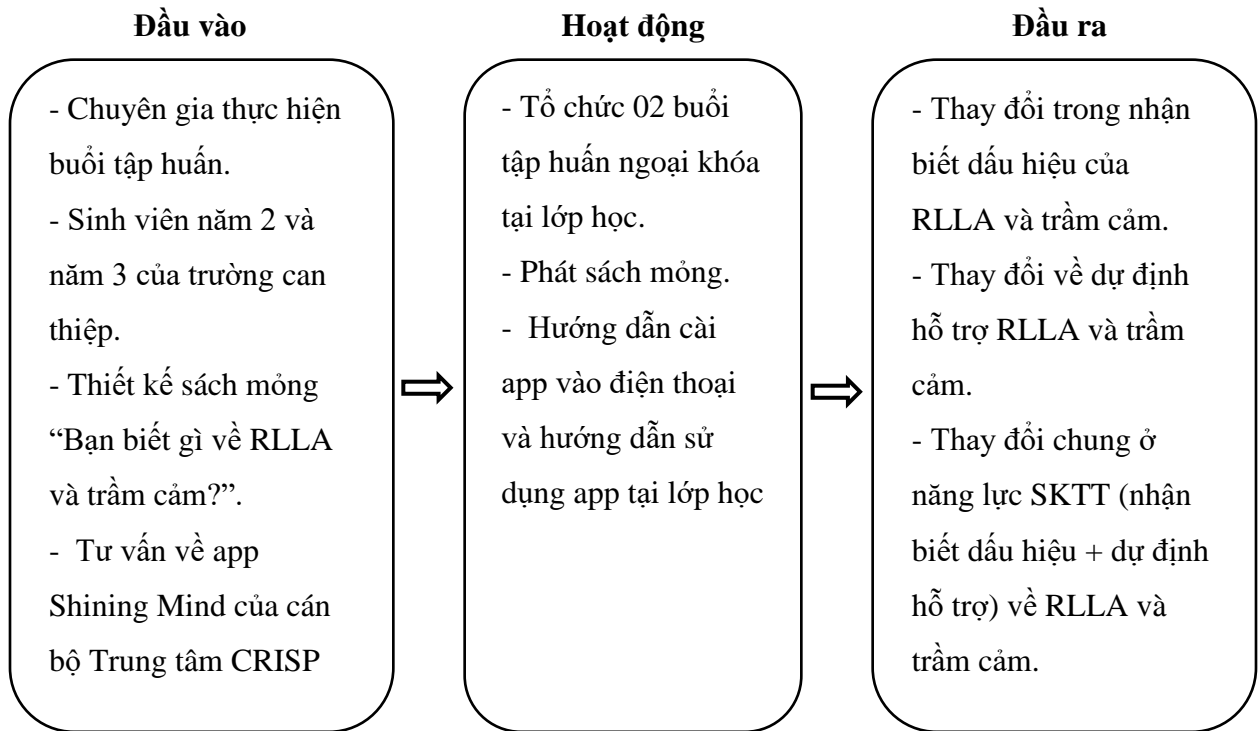 Đầu vào
- Chuyên gia thực hiện
buổi tập huấn.
- Sinh viên năm 2 và
năm 3 của trường can
thiệp.
- Thiết kế sách mỏng
“Bạn biết gì về RLLA
và trầm cảm?”.
- Tư vấn về app
Shining Mind của cán
bộ Trung tâm CRISP
Hoạt động
- Tổ chức 02 buổi
tập huấn ngoại khóa
tại lớp học.
- Phát sách mỏng.
- Hướng dẫn cài
app vào điện thoại
và hướng dẫn sử
dụng app tại lớp học
Đầu ra
- Thay đổi trong nhận
biết dấu hiệu của
RLLA và trầm cảm.
- Thay đổi về dự định
hỗ trợ RLLA và trầm
cảm.
- Thay đổi chung ở
năng lực SKTT (nhận
biết dấu hiệu + dự định
hỗ trợ) về RLLA và
trầm cảm.